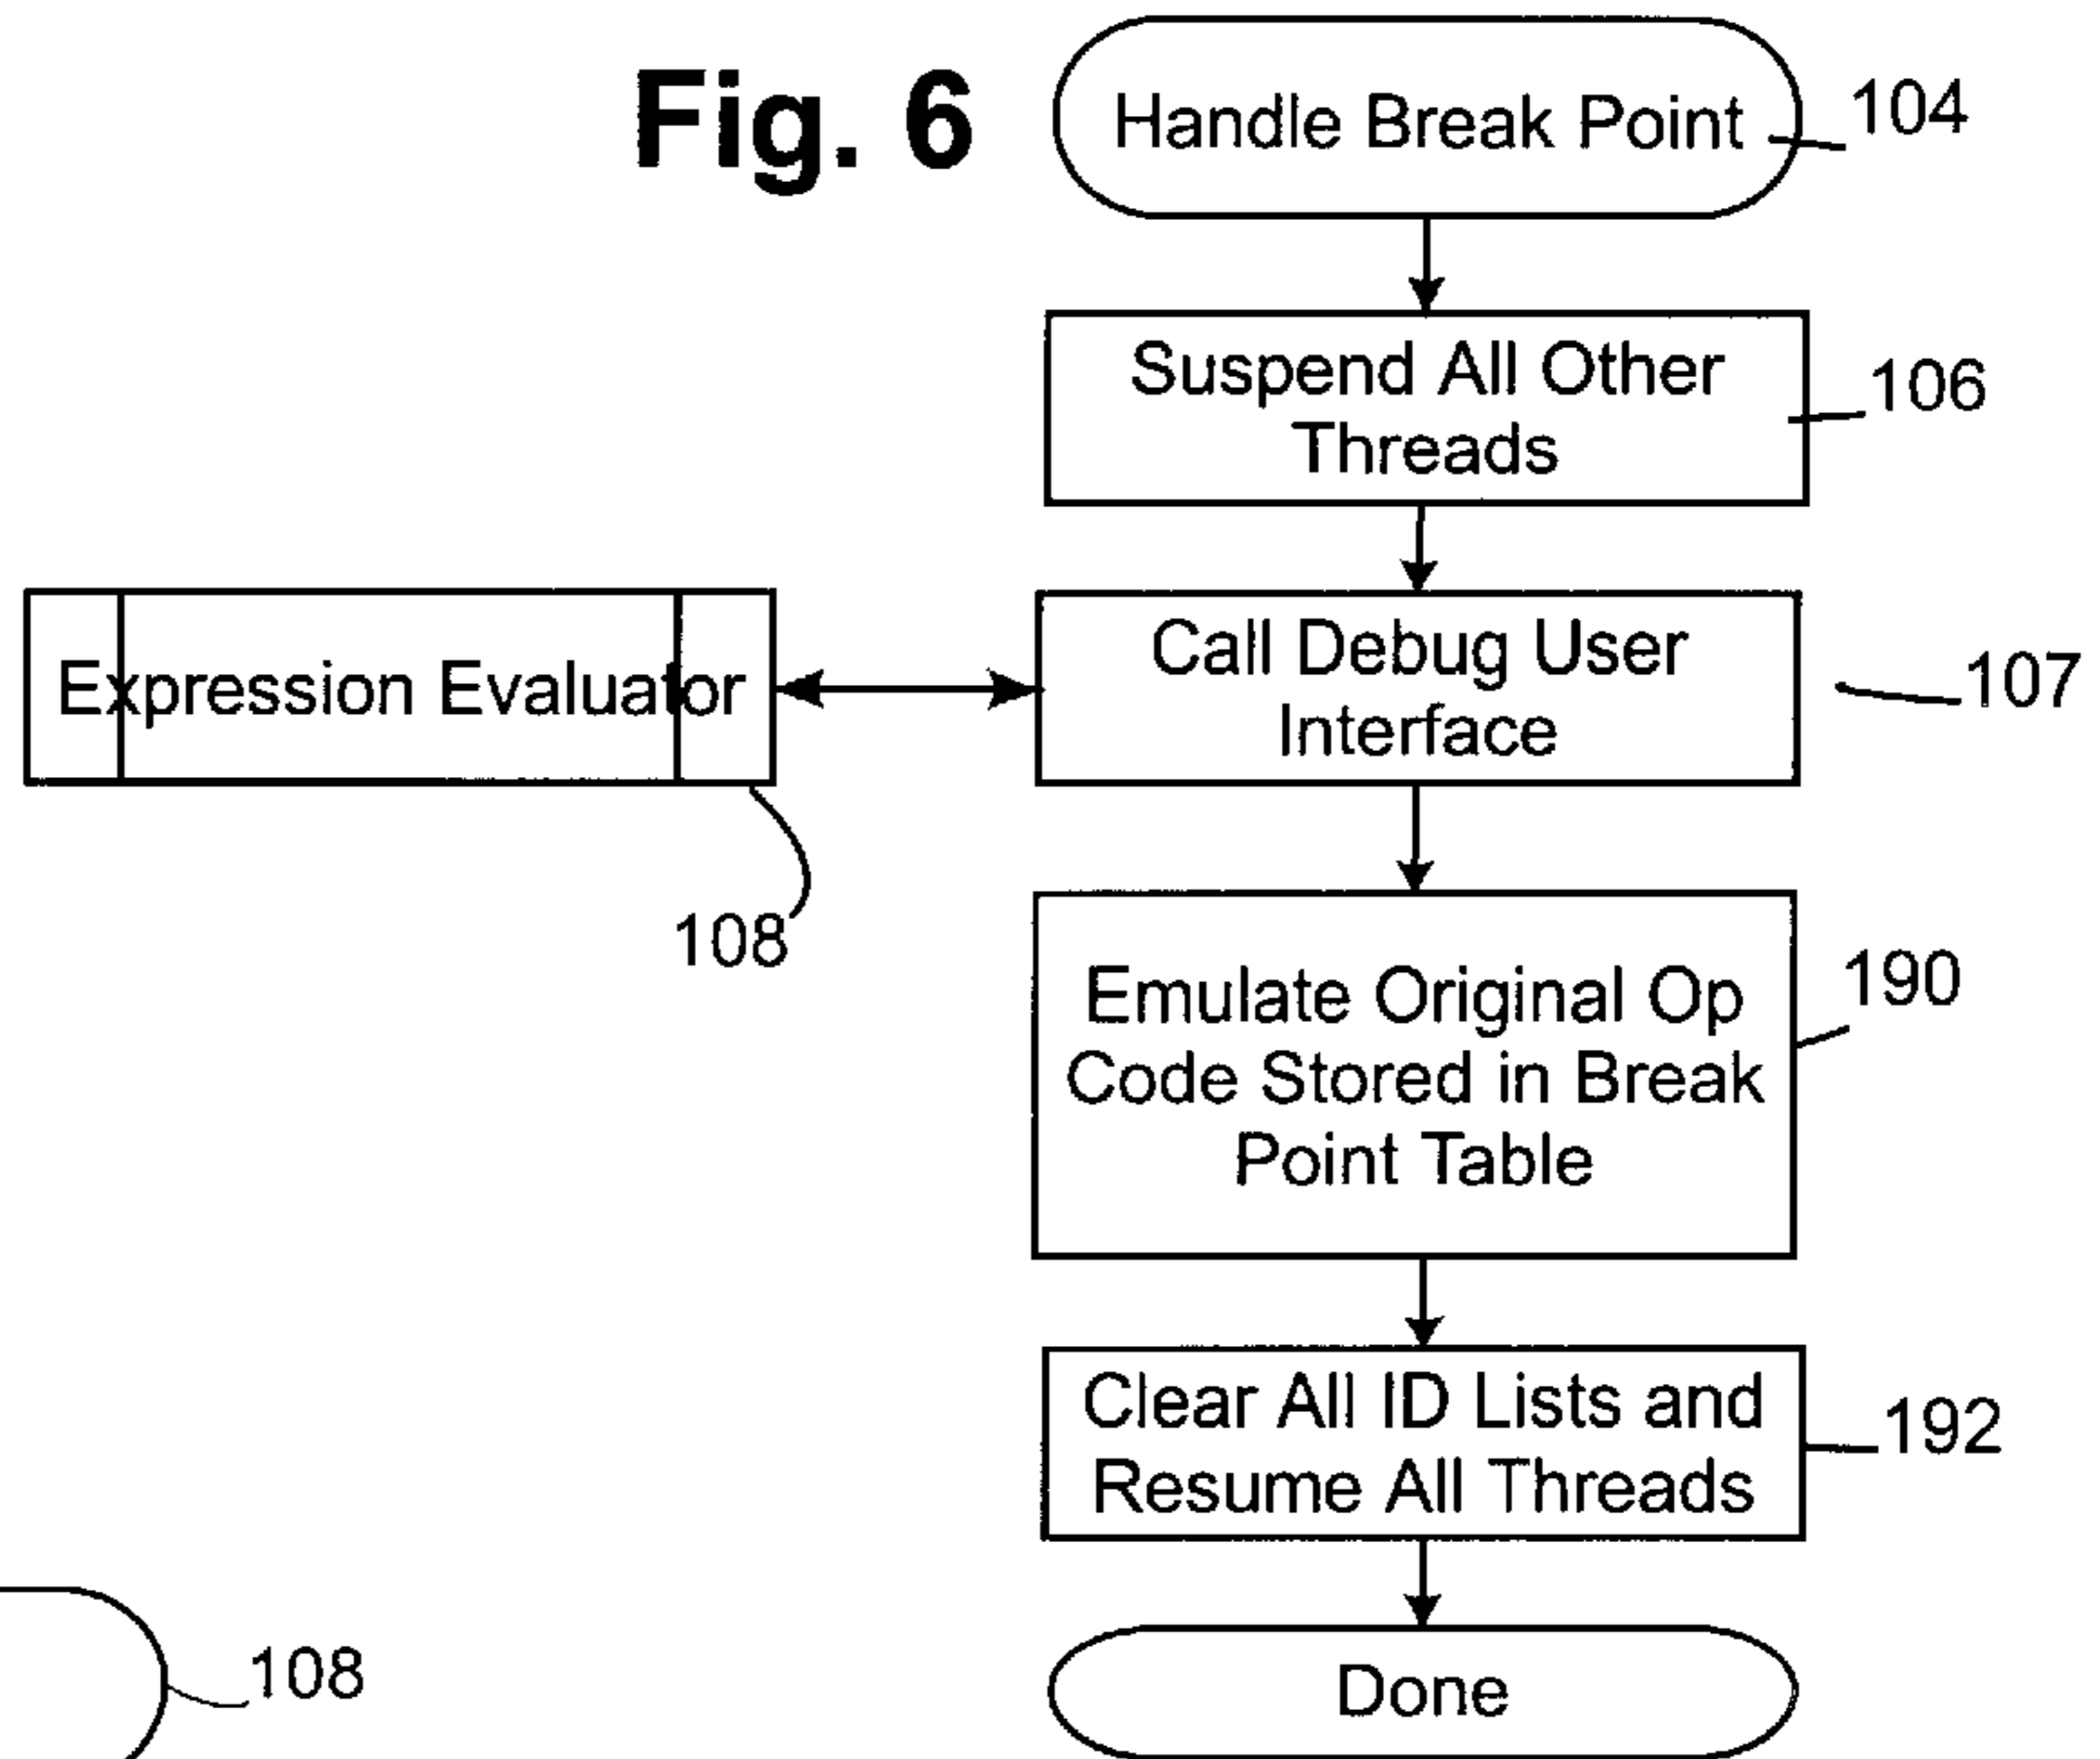 Fig. 6
Handle Break Point
104
Suspend All Other
Threads
106
Expression Evaluator
108
Call Debug User
Interface
107
Emulate Original Op
Code Stored in Break
Point Table
190
Clear All ID Lists and
Resume All Threads
192
108
Done